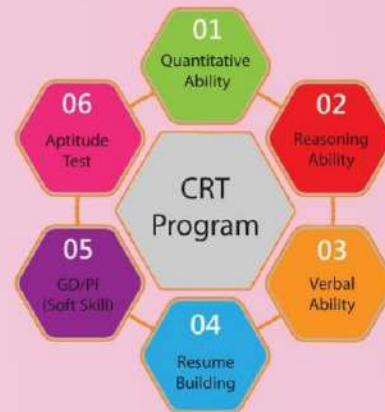 01
Quantitative
Ability
02
Reasoning
Ability
03
Verbal
Ability
04
Resume
Building
05
GD/PI
(Soft Skill)
06
Aptitude
Test
CRT
Program